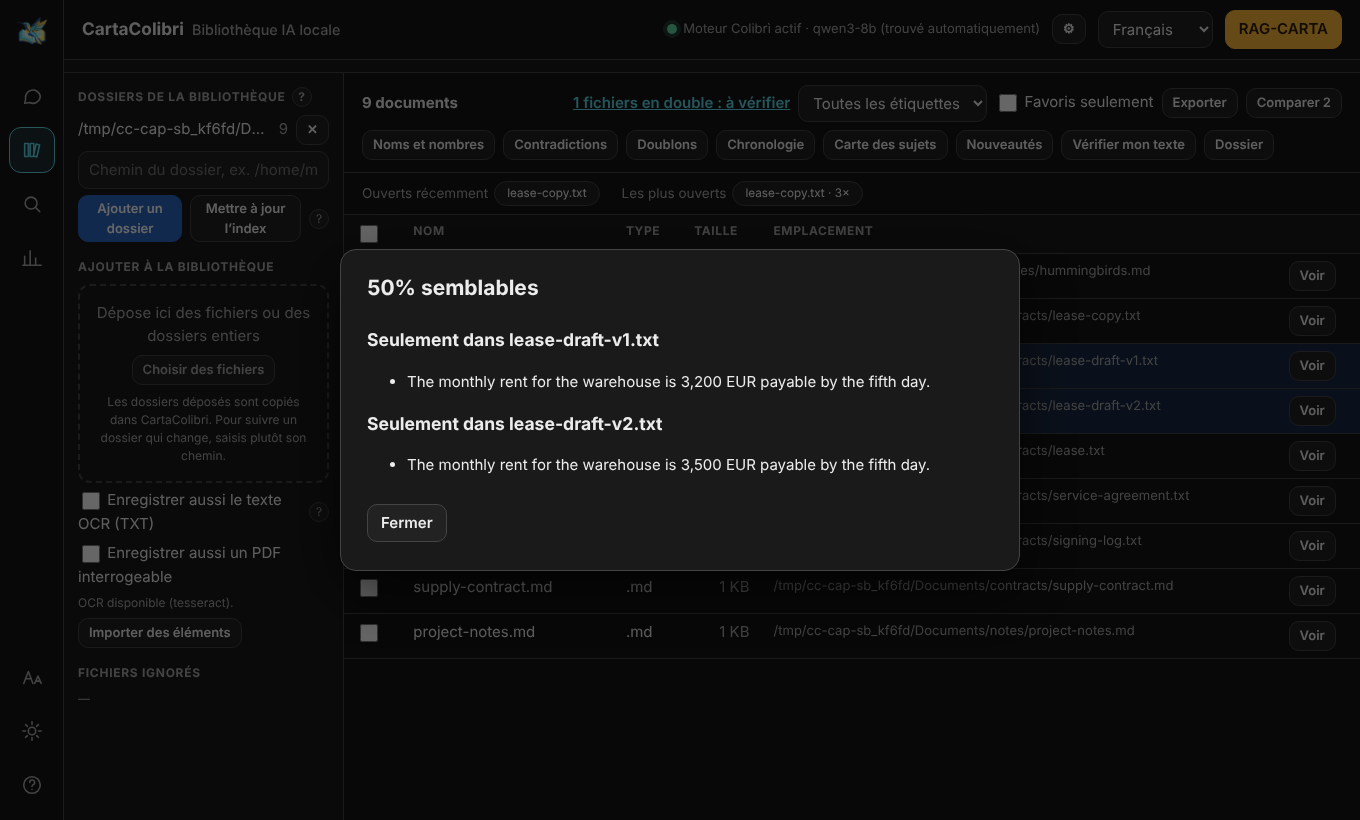 CartaColibri Bibliothèque IA locale
Moteur Colibrì actif · qwen3-8b (trouvé automatiquement)
Français
RAG-CARTA
DOSSIERS DE LA BIBLIOTHÈQUE ?
/tmp/cc-cap-sb_kf6fd/D... 9 ×
Chemin du dossier, ex. /home/m
Ajouter un
dossier
Mettre à jour
l'index
?
AJOUTER À LA BIBLIOTHÈQUE
Dépose ici des fichiers ou des
dossiers entiers
Choisir des fichiers
Les dossiers déposés sont copiés
dans CartaColibri. Pour suivre un
dossier qui change, saisis plutôt son
chemin.
Enregistrer aussi le texte
OCR (TXT)
?
Enregistrer aussi un PDF
interrogeable
OCR disponible (tesseract).
Importer des éléments
FICHIERS IGNORÉS
—
9 documents
1 fichiers en double : à vérifier
Toutes les étiquettes
Favoris seulement
Exporter
Comparer 2
Noms et nombres
Contradictions
Doublons
Chronologie
Carte des sujets
Nouveautés
Vérifier mon texte
Dossier
Ouverts récemment lease-copy.txt Les plus ouverts lease-copy.txt · 3×
NOM TYPE TAILLE EMPLACEMENT
es/hummingbirds.md Voir
racts/lease-copy.txt Voir
racts/lease-draft-v1.txt Voir
racts/lease-draft-v2.txt Voir
racts/lease.txt Voir
racts/service-agreement.txt Voir
racts/signing-log.txt Voir
supply-contract.md .md 1 KB /tmp/cc-cap-sb_kf6fd/Documents/contracts/supply-contract.md Voir
project-notes.md .md 1 KB /tmp/cc-cap-sb_kf6fd/Documents/notes/project-notes.md Voir
50% semblables
Seulement dans lease-draft-v1.txt
• The monthly rent for the warehouse is 3,200 EUR payable by the fifth day.
Seulement dans lease-draft-v2.txt
• The monthly rent for the warehouse is 3,500 EUR payable by the fifth day.
Fermer
AA
?